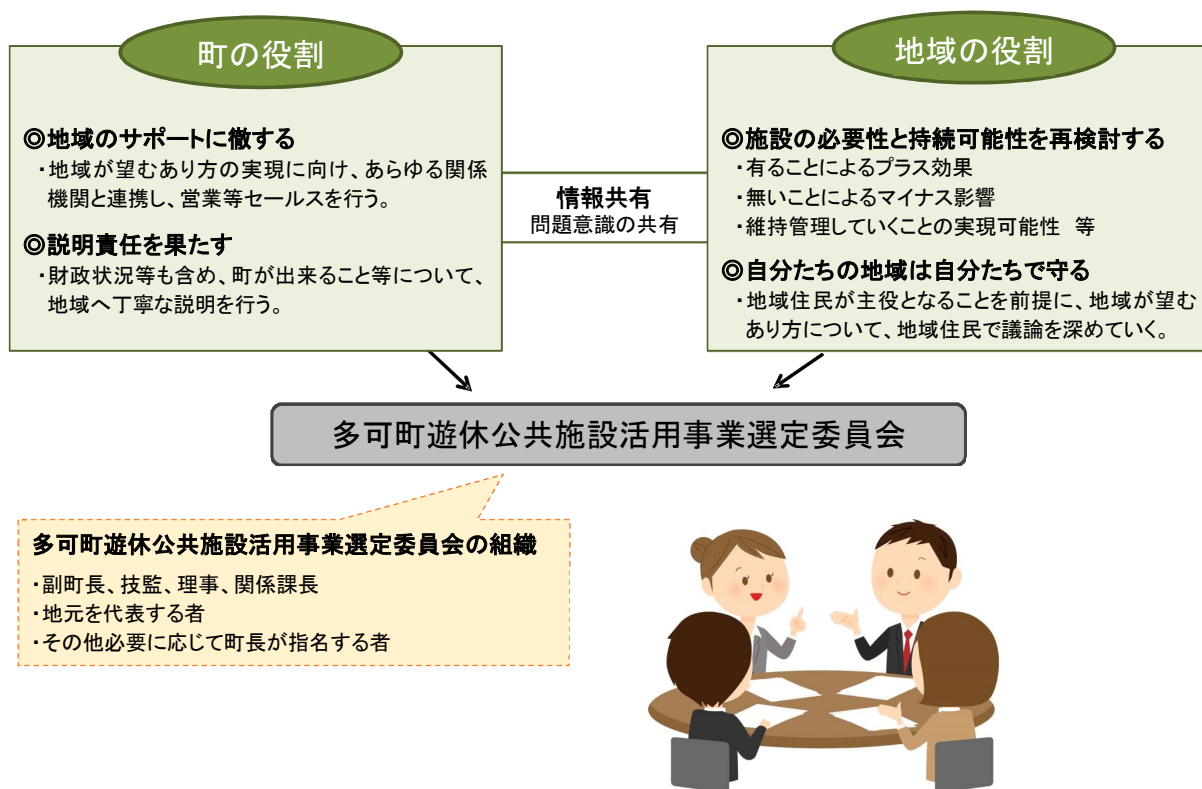 町の役割
◎地域のサポートに徹する
・地域が望むあり方の実現に向け、あらゆる関係
機関と連携し、営業等セールスを行う。
◎説明責任を果たす
・財政状況等も含め、町が出来ること等について、
地域へ丁寧な説明を行う。
情報共有
問題意識の共有
地域の役割
◎施設の必要性と持続可能性を再検討する
・有ることによるプラス効果
・無いことによるマイナス影響
・維持管理していくことの実現可能性　等
◎自分たちの地域は自分たちで守る
・地域住民が主役となることを前提に、地域が望む
あり方について、地域住民で議論を深めていく。
多可町遊休公共施設活用事業選定委員会
多可町遊休公共施設活用事業選定委員会の組織
・副町長、技監、理事、関係課長
・地元を代表する者
・その他必要に応じて町長が指名する者